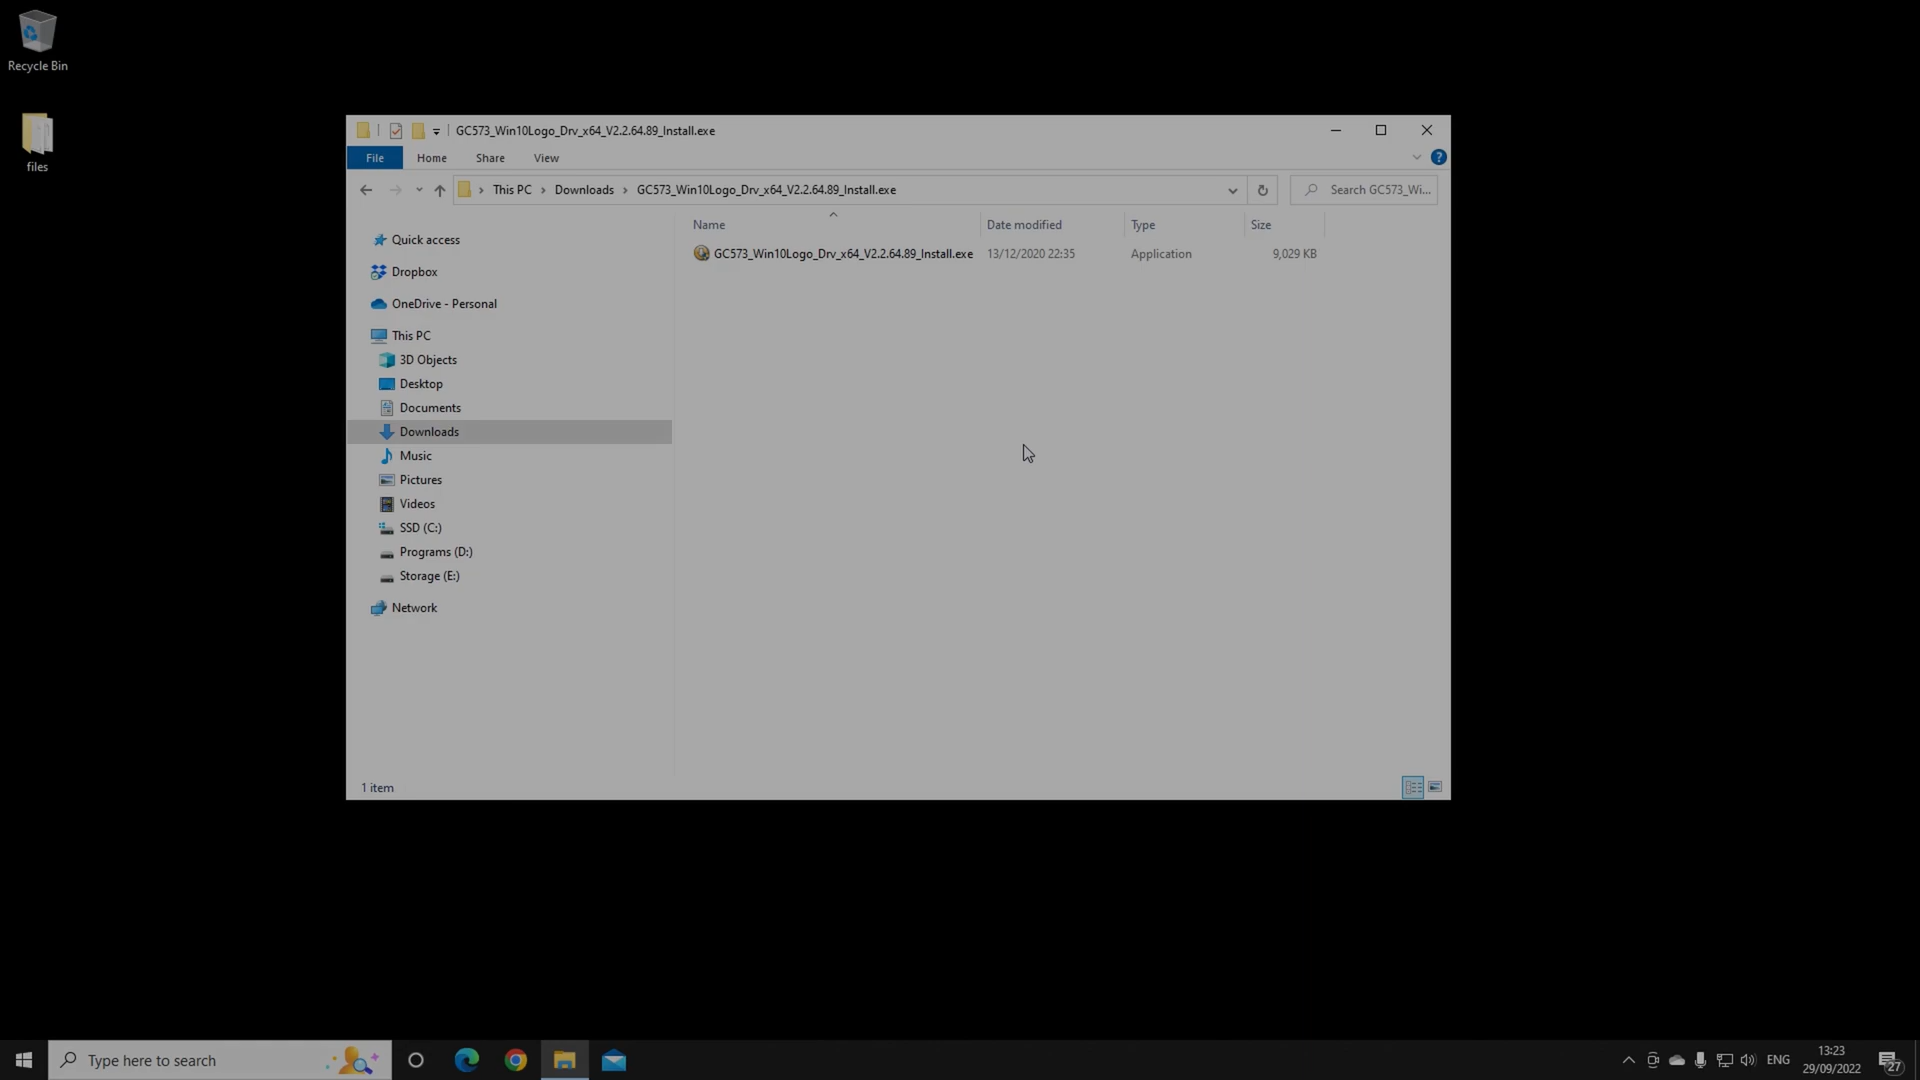 Recycle Bin
files
GC573_Win10Logo_Drv_x64_V2.2.64.89_Install.exe
File Home Share View
This PC Downloads GC573_Win10Logo_Drv_x64_V2.2.64.89_Install.exe
Search GC573_Wi...
Name Date modified Type Size
GC573_Win10Logo_Drv_x64_V2.2.64.89_Install.exe 13/12/2020 22:35 Application 9,029 KB
Quick access
Dropbox
OneDrive - Personal
This PC
3D Objects
Desktop
Documents
Downloads
Music
Pictures
Videos
SSD (C:)
Programs (D:)
Storage (E:)
Network
1 item
Type here to search
ENG
13:23
29/09/2022
27